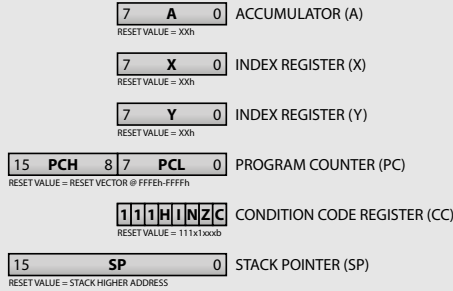 7 A 0 ACCUMULATOR (A)
RESET VALUE = XXh
7 X 0 INDEX REGISTER (X)
RESET VALUE = XXh
7 Y 0 INDEX REGISTER (Y)
RESET VALUE = XXh
15 PCH 8 7 PCL 0 PROGRAM COUNTER (PC)
RESET VALUE = RESET VECTOR @ FFFEh-FFFFh
1 1 1 H I N Z C CONDITION CODE REGISTER (CC)
RESET VALUE = 111x1xxxb
15 SP 0 STACK POINTER (SP)
RESET VALUE = STACK HIGHER ADDRESS